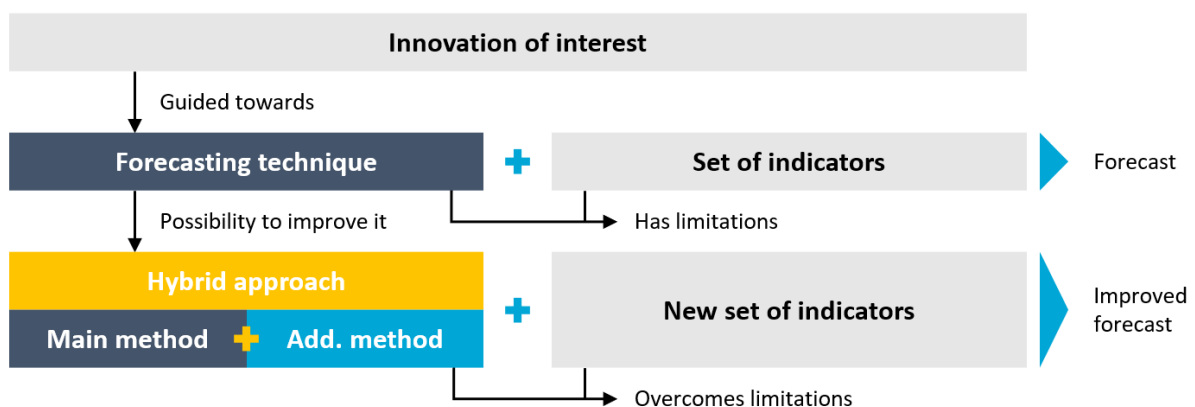 Innovation of interest
Guided towards
Forecasting technique
Set of indicators
Forecast
Possibility to improve it
Has limitations
Hybrid approach
Main method
Add. method
New set of indicators
Improved
forecast
Overcomes limitations